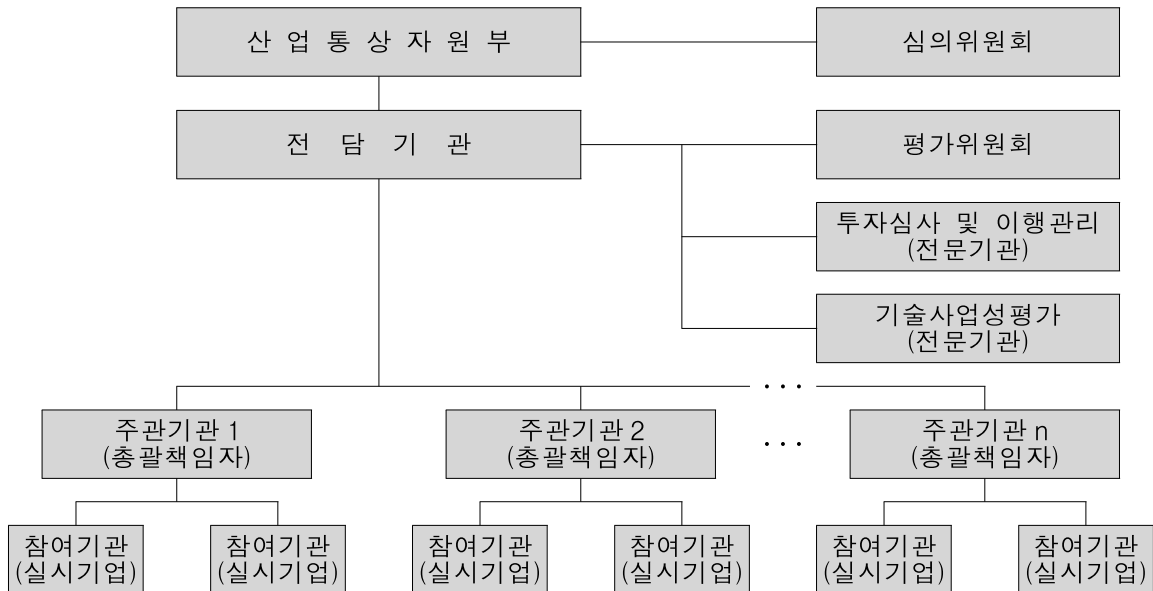 산 업 통 상 자 원 부
심의위원회
전 담 기 관
평가위원회
투자심사 및 이행관리
(전문기관)
기술사업성평가
(전문기관)
...
주관기관 1
(총괄책임자)
주관기관 2
(총괄책임자)
...
주관기관 n
(총괄책임자)
참여기관
(실시기업)
참여기관
(실시기업)
참여기관
(실시기업)
참여기관
(실시기업)
참여기관
(실시기업)
참여기관
(실시기업)